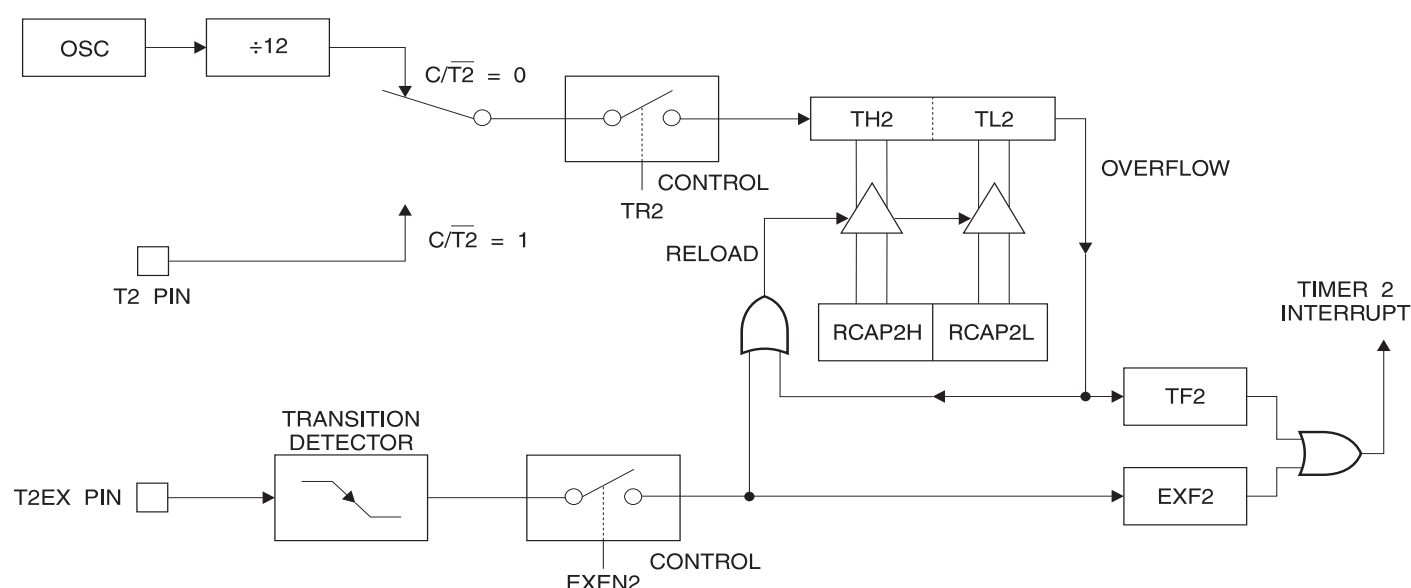 OSC
÷12
C/T2̅ = 0
TH2
TL2
OVERFLOW
CONTROL
TR2
C/T2̅ = 1
T2 PIN
RELOAD
RCAP2H
RCAP2L
TIMER 2
INTERRUPT
TF2
TRANSITION
DETECTOR
T2EX PIN
EXF2
CONTROL
EXEN2